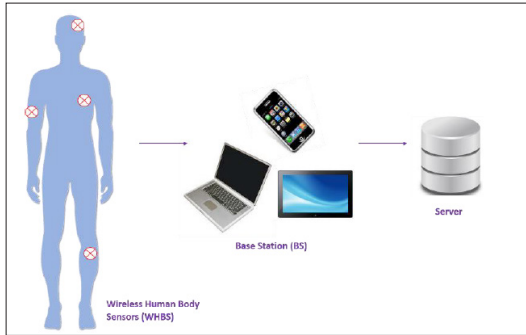 Base Station (BS)
Server
Wireless Human Body
Sensors (WHBS)